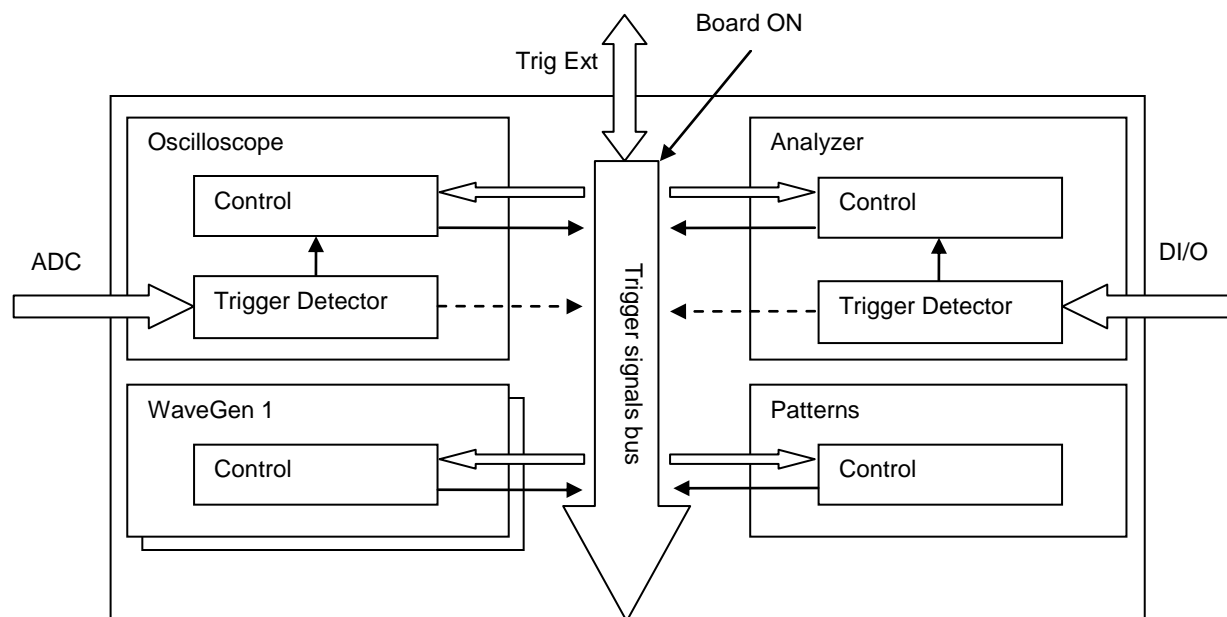 Board ON
Trig Ext
Oscilloscope
Analyzer
Control
Control
ADC
DI/O
Trigger Detector
Trigger Detector
Trigger signals bus
WaveGen 1
Patterns
Control
Control